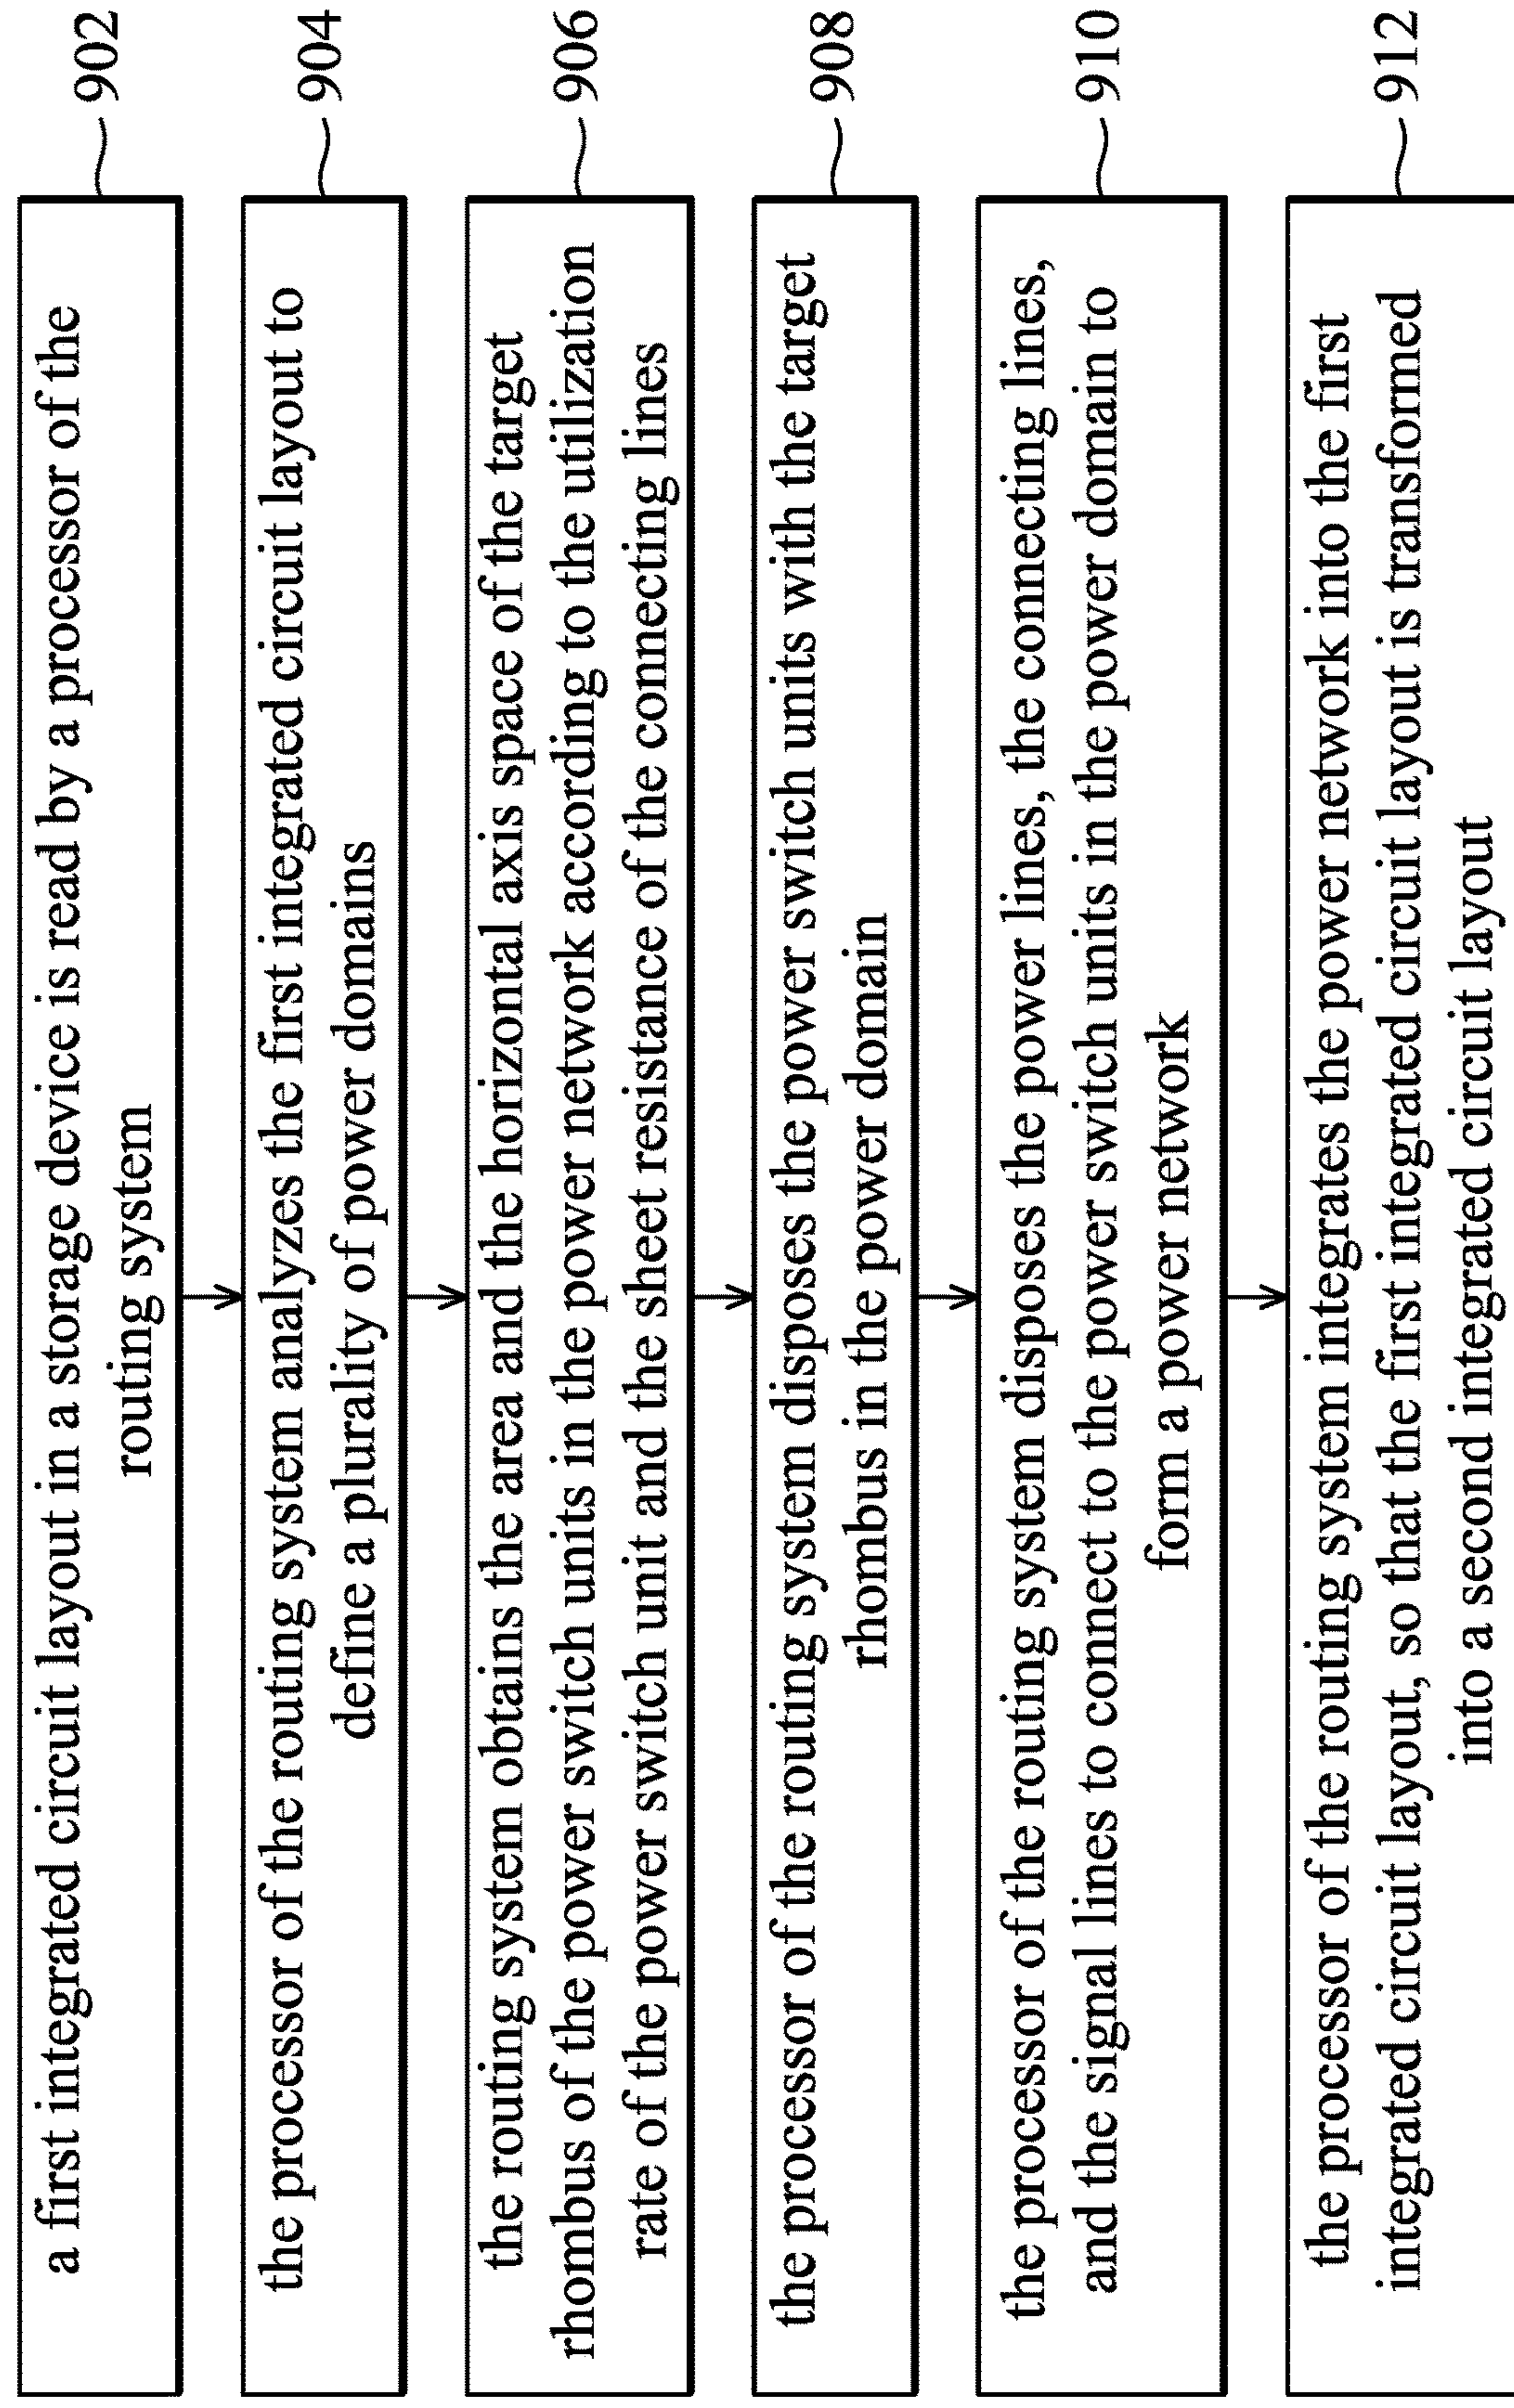 a first integrated circuit layout in a storage device is read by a processor of the
routing system
902
the processor of the routing system analyzes the first integrated circuit layout to
define a plurality of power domains
904
the routing system obtains the area and the horizontal axis space of the target
rhombus of the power switch units in the power network according to the utilization
rate of the power switch unit and the sheet resistance of the connecting lines
906
the processor of the routing system disposes the power switch units with the target
rhombus in the power domain
908
the processor of the routing system disposes the power lines, the connecting lines,
and the signal lines to connect to the power switch units in the power domain to
form a power network
910
the processor of the routing system integrates the power network into the first
integrated circuit layout, so that the first integrated circuit layout is transformed
into a second integrated circuit layout
912